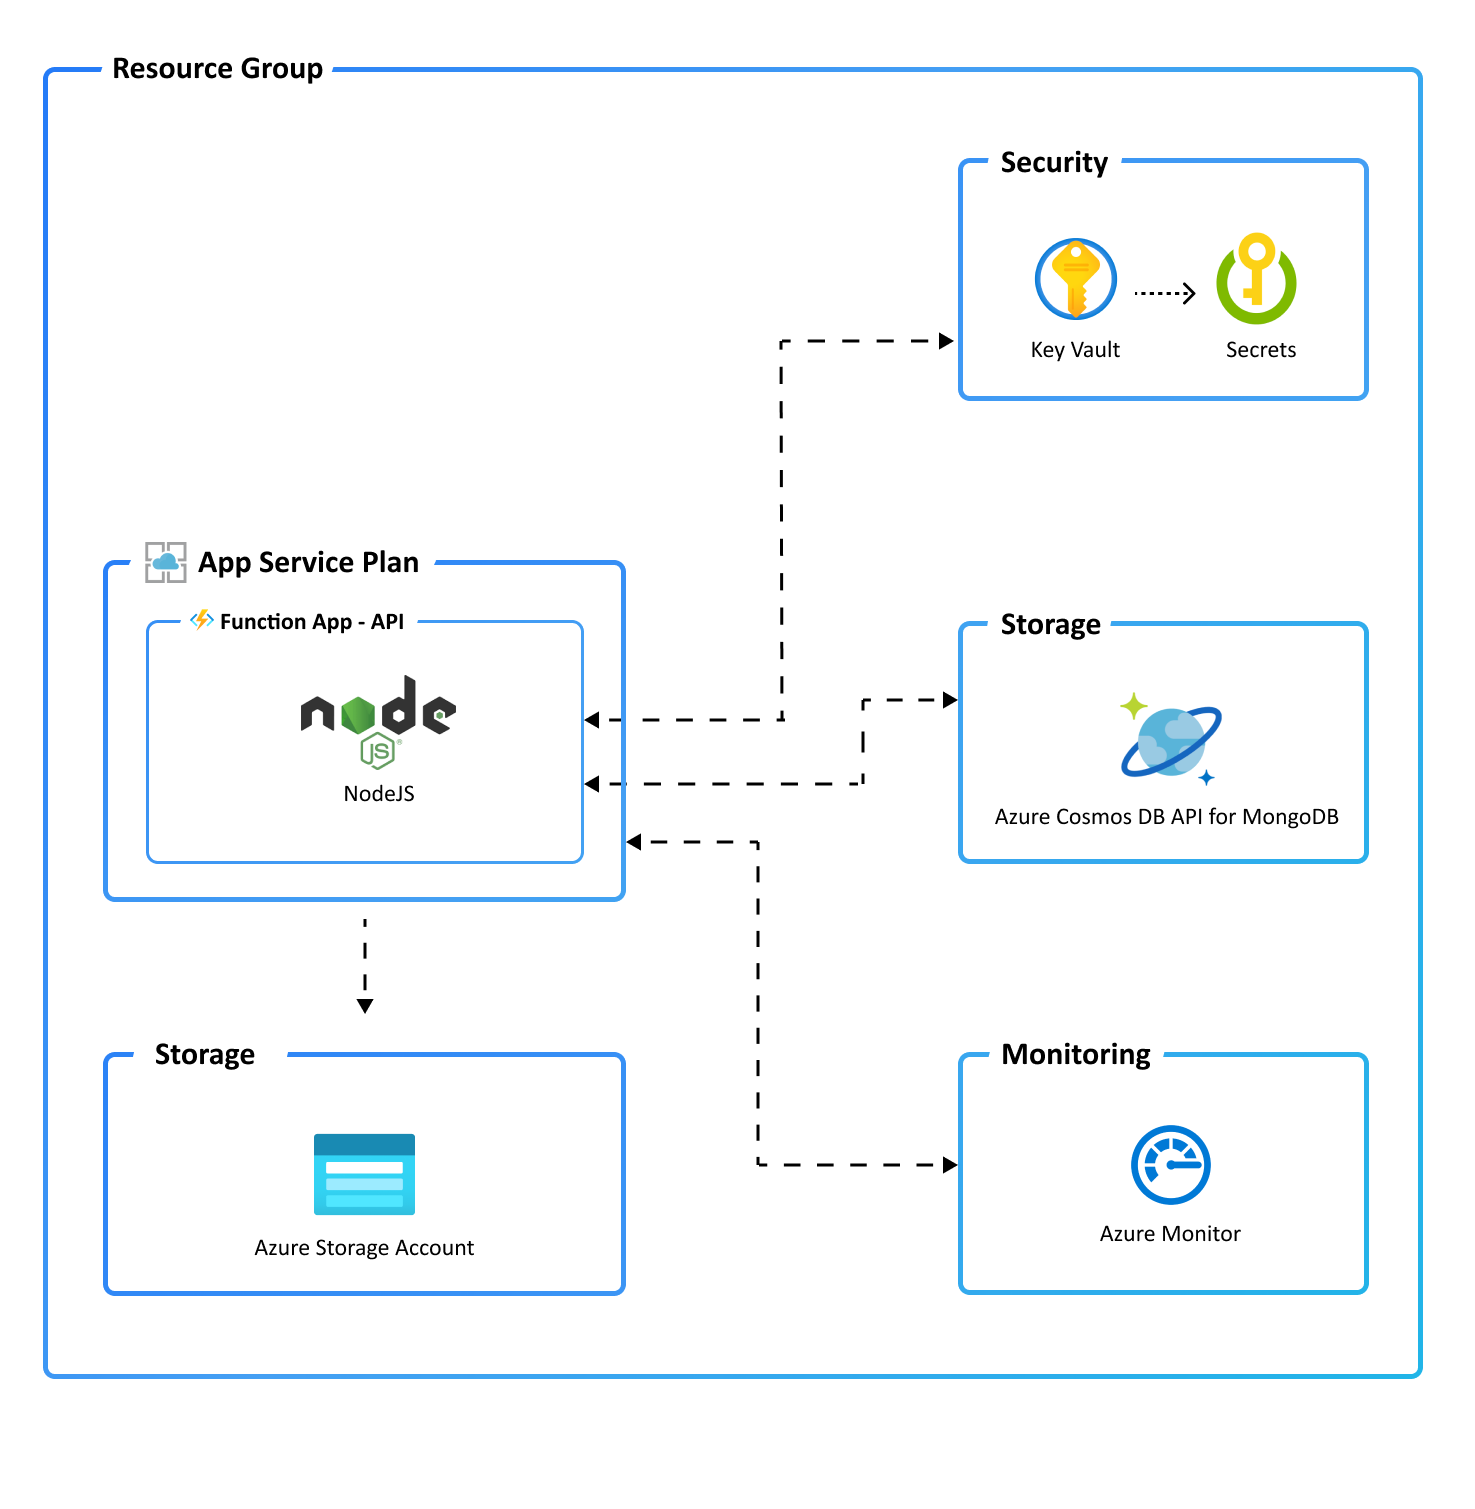 Resource Group
Security
Key Vault
Secrets
App Service Plan
Function App - API
node
JS
®
NodeJS
Storage
Azure Cosmos DB API for MongoDB
Storage
Azure Storage Account
Monitoring
Azure Monitor